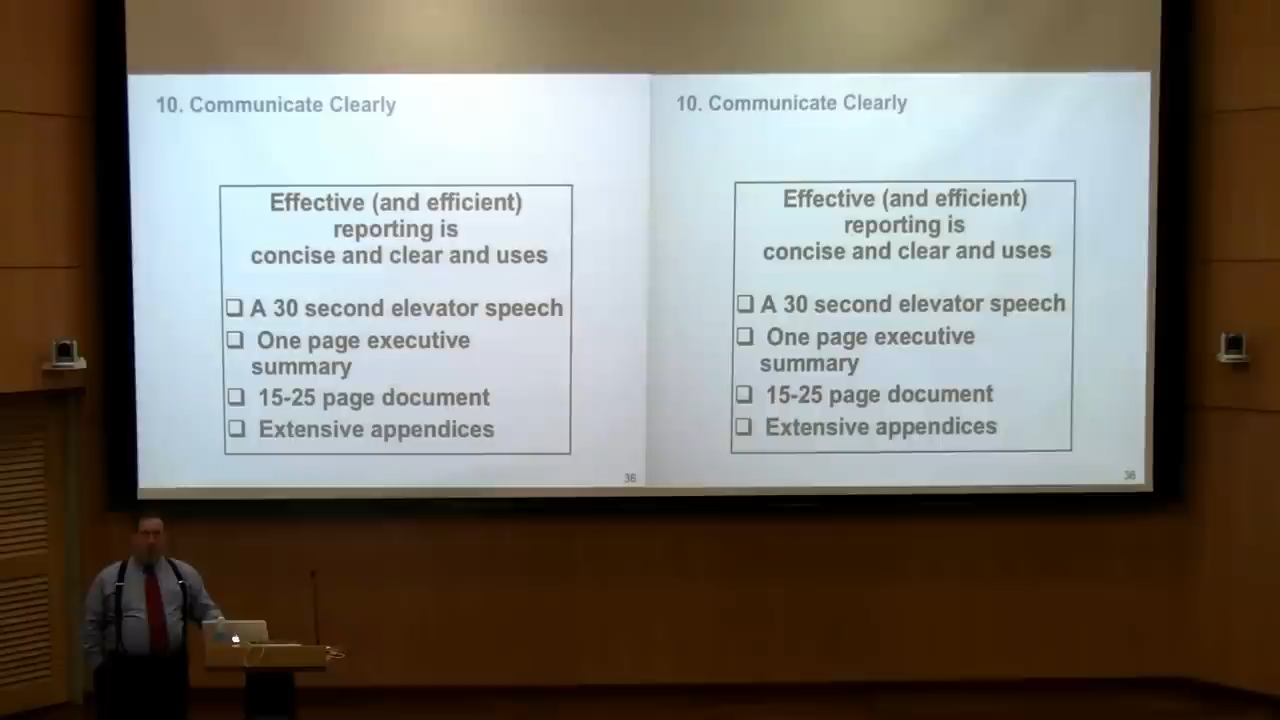 10. Communicate Clearly
Effective (and efficient)
reporting is
concise and clear and uses
❑ A 30 second elevator speech
❑ One page executive
summary
❑ 15-25 page document
❑ Extensive appendices
36
10. Communicate Clearly
Effective (and efficient)
reporting is
concise and clear and uses
❑ A 30 second elevator speech
❑ One page executive
summary
❑ 15-25 page document
❑ Extensive appendices
36